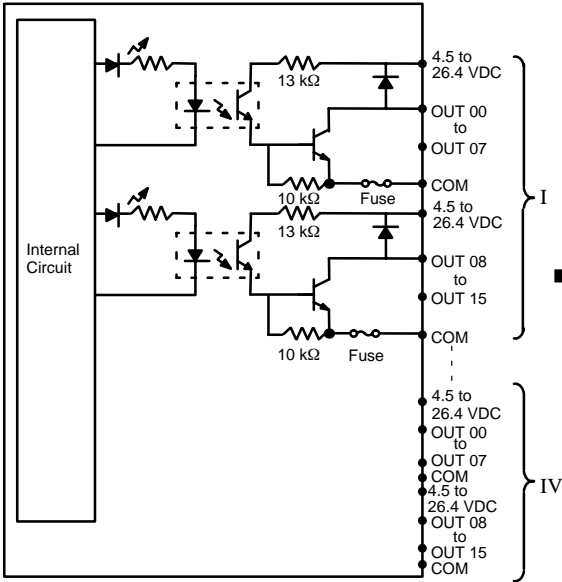 4.5 to
26.4 VDC
13 kΩ
OUT 00
to
OUT 07
10 kΩ
Fuse
COM
I
4.5 to
26.4 VDC
13 kΩ
Internal
Circuit
OUT 08
to
OUT 15
10 kΩ
Fuse
COM
4.5 to
26.4 VDC
OUT 00
to
OUT 07
COM
IV
4.5 to
26.4 VDC
OUT 08
to
OUT 15
COM